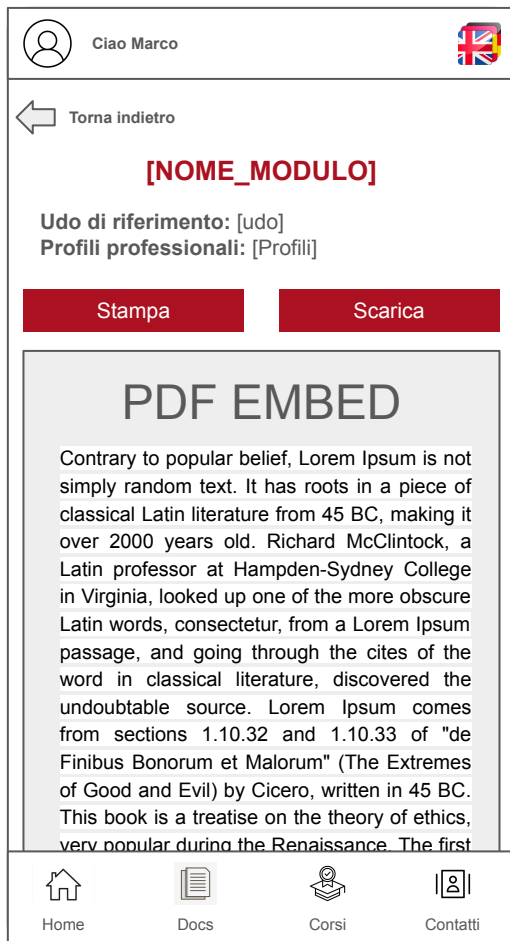 Ciao Marco
Torna indietro
[NOME_MODULO]
Udo di riferimento: [udo]
Profili professionali: [Profili]
Stampa
Scarica
PDF EMBED
Contrary to popular belief, Lorem Ipsum is not
simply random text. It has roots in a piece of
classical Latin literature from 45 BC, making it
over 2000 years old. Richard McClintock, a
Latin professor at Hampden-Sydney College
in Virginia, looked up one of the more obscure
Latin words, consectetur, from a Lorem Ipsum
passage, and going through the cites of the
word in classical literature, discovered the
undoubtable source. Lorem Ipsum comes
from sections 1.10.32 and 1.10.33 of "de
Finibus Bonorum et Malorum" (The Extremes
of Good and Evil) by Cicero, written in 45 BC.
This book is a treatise on the theory of ethics,
very popular during the Renaissance. The first
Home
Docs
Corsi
Contatti